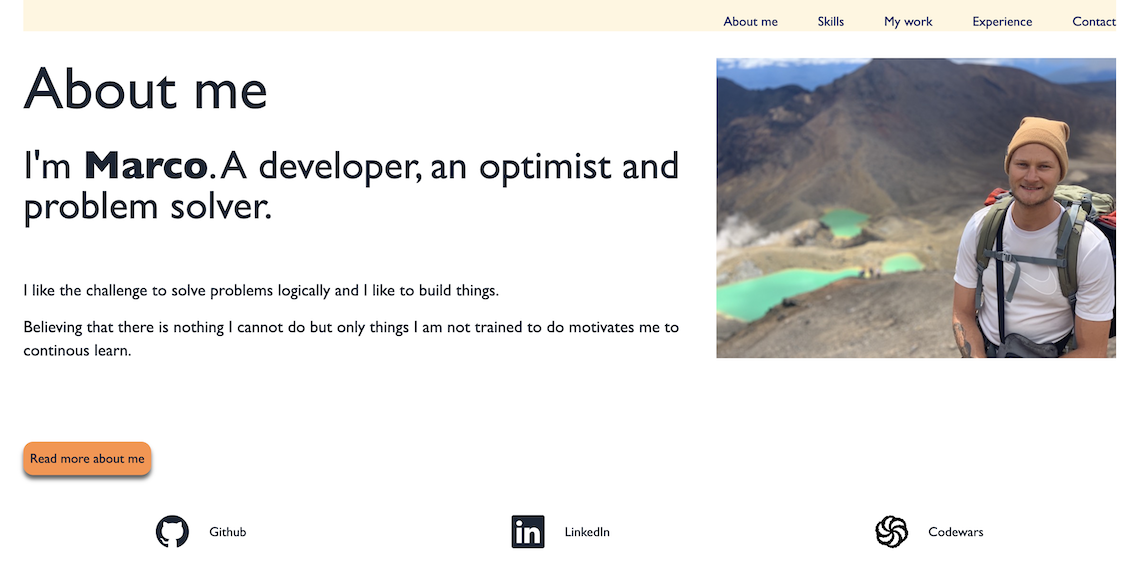 About me Skills My work Experience Contact
About me
I'm Marco. A developer, an optimist and
problem solver.
I like the challenge to solve problems logically and I like to build things.
Believing that there is nothing I cannot do but only things I am not trained to do motivates me to
continous learn.
Read more about me
Github LinkedIn Codewars